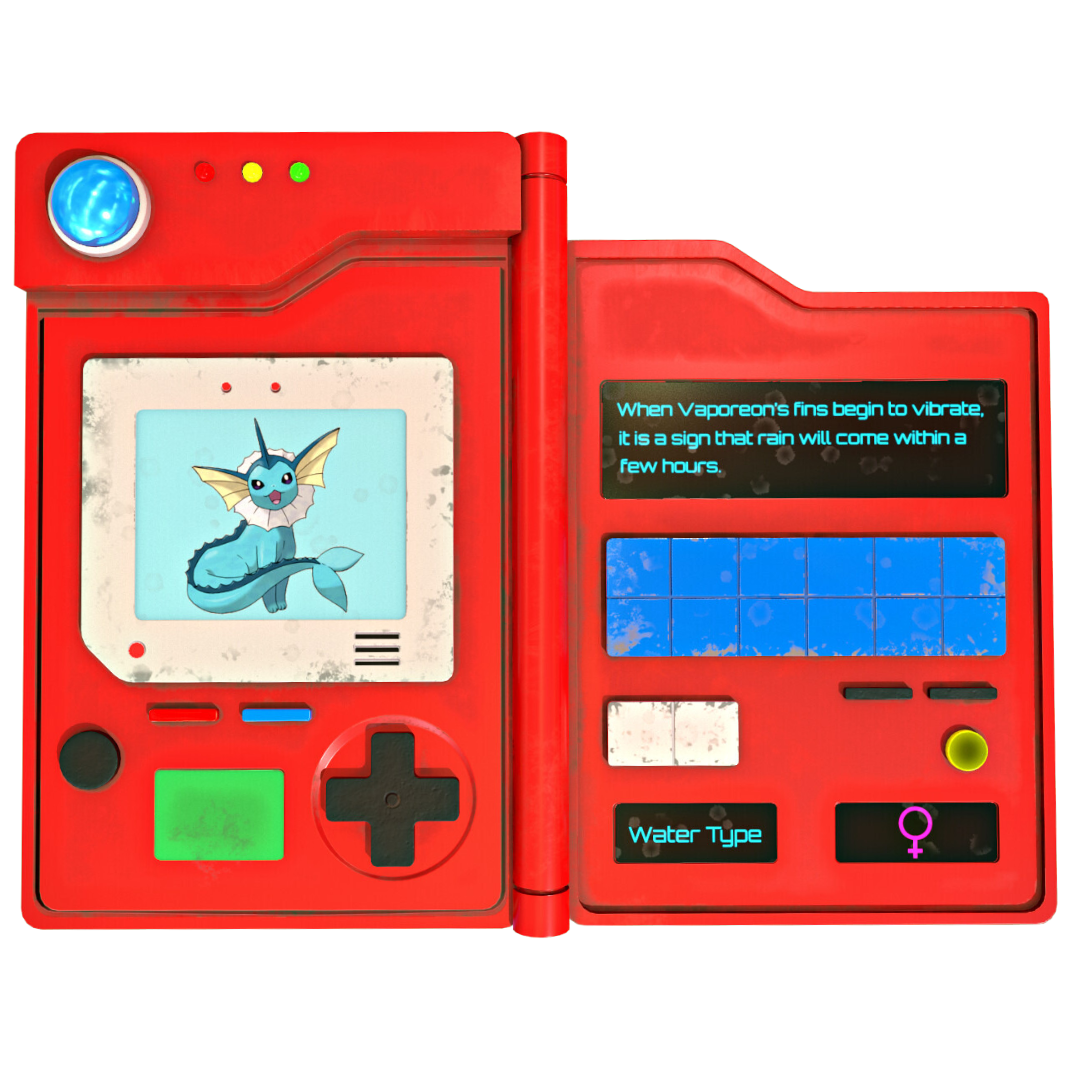 When Vaporeon's fins begin to vibrate,
it is a sign that rain will come within a
few hours.
Water Type